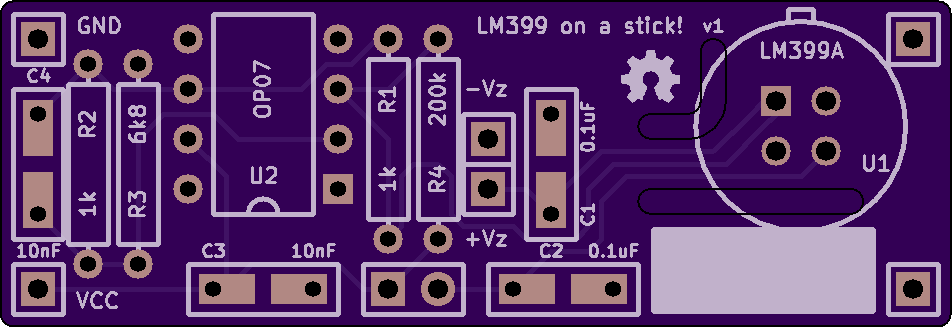 GND
LM399 on a stick!
v1
LM399A
C4
R2
1k
6k8
R3
OP07
U2
R1
1k
200k
R4
-Vz
+Vz
0.1uF
C1
U1
10nF
C3
10nF
C2
0.1uF
VCC